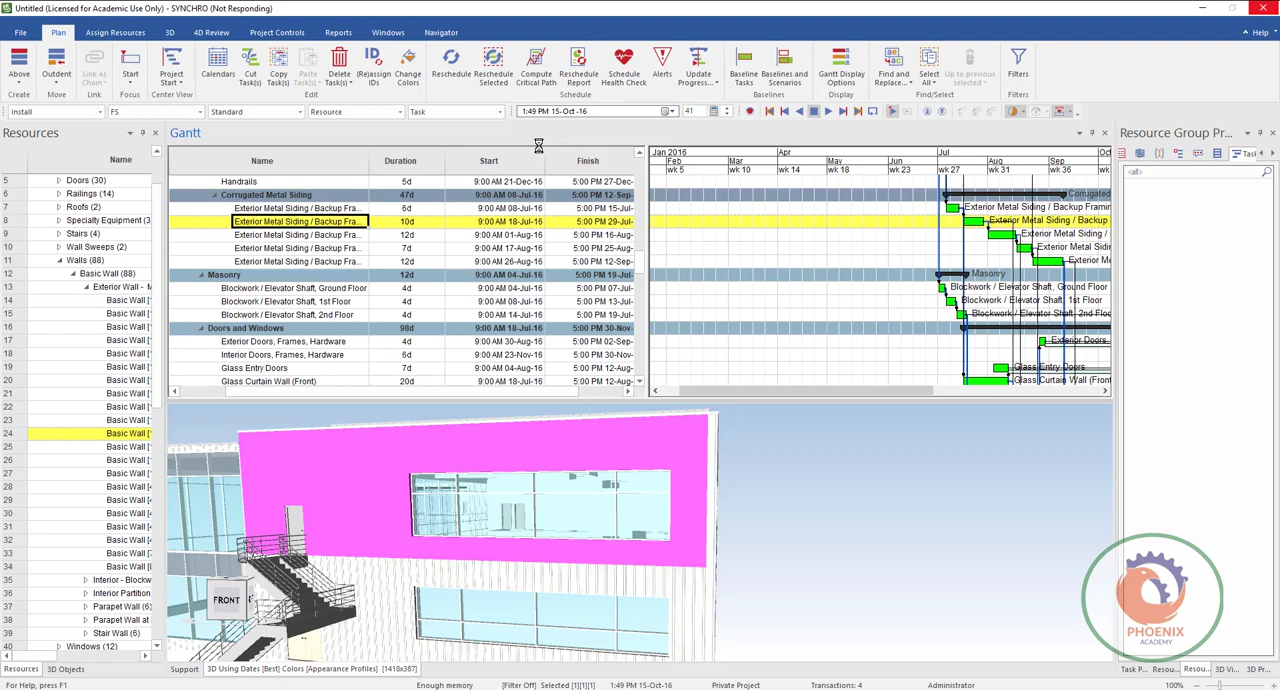 Untitled (Licensed for Academic Use Only) - SYNCHRO (Not Responding)
File Plan Assign Resources 3D 4D Review Project Controls Reports Windows Navigator Help
Above Outdent Link As Chain Start Project Start Calendars Cut Task(s) Copy Task(s) Paste Task(s) Delete Task(s) (Re)assign IDs Change Colors Reschedule Reschedule Selected Compute Critical Path Reschedule Report Schedule Health Check Alerts Update Progress... Baseline Tasks Baselines and Scenarios Gantt Display Options Find and Replace... Select All Up to previous selected Filters
Create Move Link Center View Edit Schedule Baselines Display Find/Select Filters
Install FS Standard Resource Task 1:49 PM 15-Oct-16 41
Resources
Name
5 Doors (30)
6 Railings (14)
7 Roofs (2)
8 Specialty Equipment (3
9 Stairs (4)
10 Wall Sweeps (2)
11 Walls (88)
12 Basic Wall (88)
13 Exterior Wall - M
14 Basic Wall [
15 Basic Wall [
16 Basic Wall [
17 Basic Wall [
18 Basic Wall [
19 Basic Wall [
20 Basic Wall [
21 Basic Wall [
22 Basic Wall [
23 Basic Wall [
24 Basic Wall [
25 Basic Wall [
26 Basic Wall [
27 Basic Wall [
28 Basic Wall [
29 Basic Wall [
30 Basic Wall [
31 Basic Wall [
32 Basic Wall [
33 Basic Wall [
34 Basic Wall [
35 Interior - Blockw
36 Interior Partition
37 Parapet Wall (6)
38 Parapet Wall at
39 Stair Wall (6)
40 Windows (12)
Resources 3D Objects
Gantt
Name Duration Start Finish
Handrails 5d 9:00 AM 21-Dec-16 5:00 PM 27-Dec-
Corrugated Metal Siding 47d 9:00 AM 08-Jul-16 5:00 PM 12-Sep-
Exterior Metal Siding / Backup Fra... 6d 9:00 AM 08-Jul-16 5:00 PM 15-Jul-
Exterior Metal Siding / Backup Fra... 10d 9:00 AM 18-Jul-16 5:00 PM 29-Jul-
Exterior Metal Siding / Backup Fra... 12d 9:00 AM 01-Aug-16 5:00 PM 16-Aug-
Exterior Metal Siding / Backup Fra... 7d 9:00 AM 17-Aug-16 5:00 PM 25-Aug-
Exterior Metal Siding / Backup Fra... 12d 9:00 AM 26-Aug-16 5:00 PM 12-Sep-
Masonry 12d 9:00 AM 04-Jul-16 5:00 PM 19-Jul-
Blockwork / Elevator Shaft, Ground Floor 4d 9:00 AM 04-Jul-16 5:00 PM 07-Jul-
Blockwork / Elevator Shaft, 1st Floor 4d 9:00 AM 08-Jul-16 5:00 PM 13-Jul-
Blockwork / Elevator Shaft, 2nd Floor 4d 9:00 AM 14-Jul-16 5:00 PM 19-Jul-
Doors and Windows 98d 9:00 AM 18-Jul-16 5:00 PM 30-Nov-
Exterior Doors, Frames, Hardware 4d 9:00 AM 30-Aug-16 5:00 PM 02-Sep-
Interior Doors, Frames, Hardware 6d 9:00 AM 23-Nov-16 5:00 PM 30-Nov-
Glass Entry Doors 7d 9:00 AM 04-Aug-16 5:00 PM 12-Aug-
Glass Curtain Wall (Front) 20d 9:00 AM 18-Jul-16 5:00 PM 12-Aug-
Jan 2016 Apr Jul Oct
Feb Mar May Jun Aug Sep
wk 5 wk 10 wk 14 wk 18 wk 23 wk 27 wk 31 wk 36 wk
Corrugated
Exterior Metal Siding / Backup Framin
Exterior Metal Siding / Backup
Exterior Metal Siding /
Exterior Metal Siding
Exterior Me
Masonry
Blockwork / Elevator Shaft, Ground Floor
Blockwork / Elevator Shaft, 1st Floor
Blockwork / Elevator Shaft, 2nd Floor
Exterior Doors,
Glass Entry Doors
Glass Curtain Wall (Front
FRONT
Support 3D Using Dates [Best] Colors [Appearance Profiles] [1418x387]
Resource Group Pr...
Task
<all>
PHOENIX
ACADEMY
Task P... Resou... Resou... 3D Vi... 3D Pr...
For Help, press F1 Enough memory [Filter Off] Selected [1][1][1] 1:49 PM 15-Oct-16 Private Project Transactions: 4 Administrator 100%